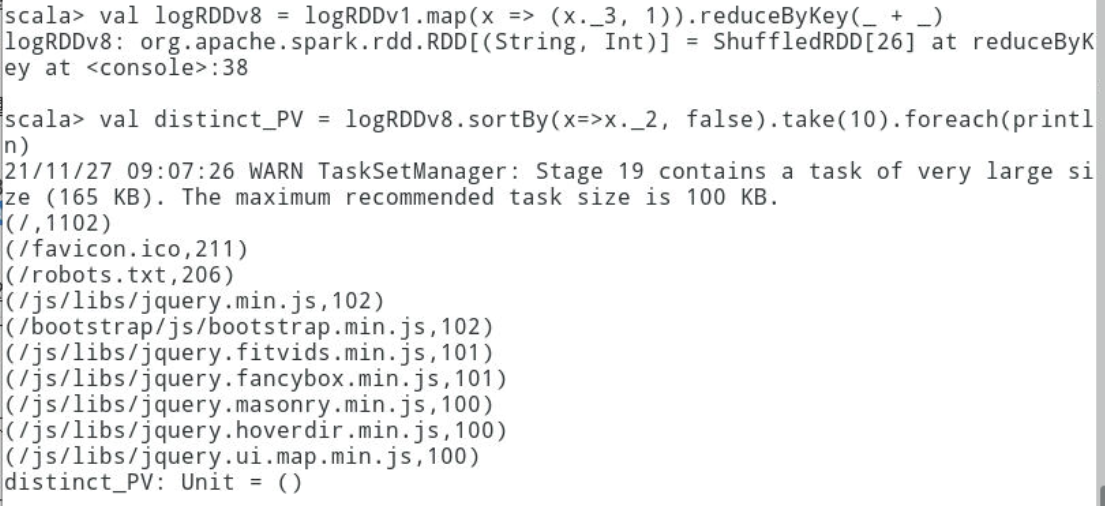 scala> val logRDDv8 = logRDDv1.map(x => (x._3, 1)).reduceByKey(_ + _)
logRDDv8: org.apache.spark.rdd.RDD[(String, Int)] = ShuffledRDD[26] at reduceByK
ey at <console>:38
scala> val distinct_PV = logRDDv8.sortBy(x=>x._2, false).take(10).foreach(printl
n)
21/11/27 09:07:26 WARN TaskSetManager: Stage 19 contains a task of very large si
ze (165 KB). The maximum recommended task size is 100 KB.
(/,1102)
(/favicon.ico,211)
(/robots.txt,206)
(/js/libs/jquery.min.js,102)
(/bootstrap/js/bootstrap.min.js,102)
(/js/libs/jquery.fitvids.min.js,101)
(/js/libs/jquery.fancybox.min.js,101)
(/js/libs/jquery.masonry.min.js,100)
(/js/libs/jquery.hoverdir.min.js,100)
(/js/libs/jquery.ui.map.min.js,100)
distinct_PV: Unit = ()